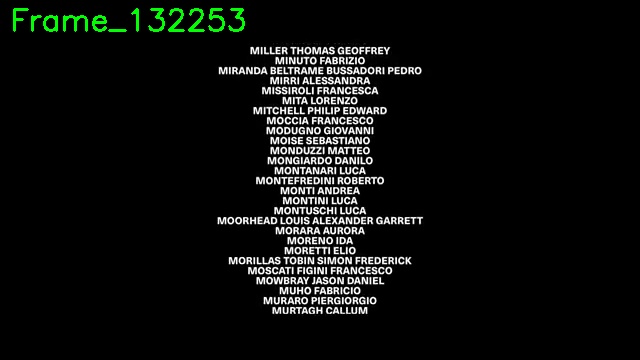 Frame_132253
MILLER THOMAS GEOFFREY
MINUTO FABRIZIO
MIRANDA BELTRAME BUSSADORI PEDRO
MIRRI ALESSANDRA
MISSIROLI FRANCESCA
MITA LORENZO
MITCHELL PHILIP EDWARD
MOCCIA FRANCESCO
MODUGNO GIOVANNI
MOISE SEBASTIANO
MONDUZZI MATTEO
MONGIARDO DANILO
MONTANARI LUCA
MONTEFREDINI ROBERTO
MONTI ANDREA
MONTINI LUCA
MONTUSCHI LUCA
MOORHEAD LOUIS ALEXANDER GARRETT
MORARA AURORA
MORENO IDA
MORETTI ELIO
MORILLAS TOBIN SIMON FREDERICK
MOSCATI FIGINI FRANCESCO
MOWBRAY JASON DANIEL
MUHO FABRICIO
MURARO PIERGIORGIO
MURTAGH CALLUM